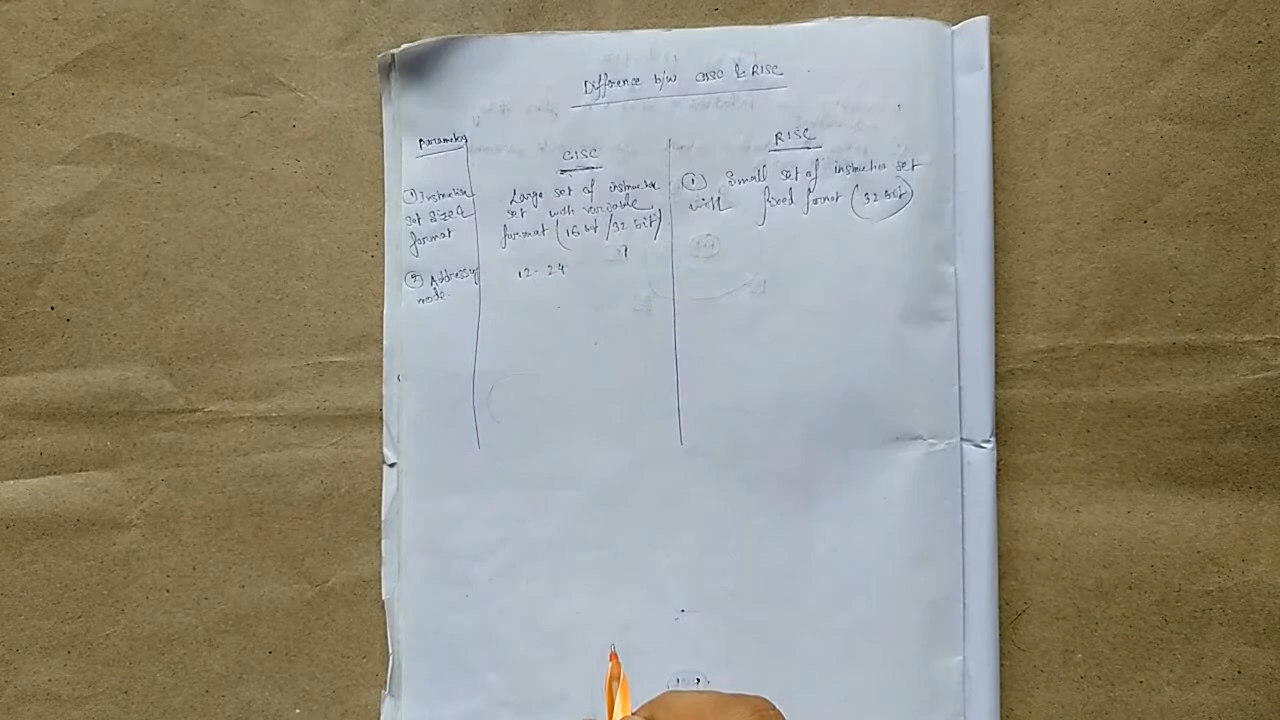 Difference b/w CISC & RISC
Parameter
CISC
RISC
① Instruction
set size &
format
Large set of instruction
set with variable
format (16 bit / 32 bit)
① Small set of instruction set
with fixed format (32 bit)
② Addressing
mode.
12-24